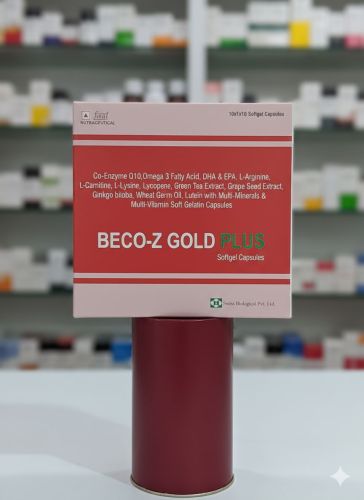 fssai
NUTRACEUTICAL
10x1x10 Softgel Capsules
Co-Enzyme Q10,Omega 3 Fatty Acid, DHA & EPA, L-Arginine,
L-Carnitine, L-Lysine, Lycopene, Green Tea Extract, Grape Seed Extract,
Ginkgo biloba, Wheat Germ Oil, Lutein with Multi-Minerals &
Multi-Vitamin Soft Gelatin Capsules
BECO-Z GOLD PLUS
Softgel Capsules
Swiss Biological Pvt. Ltd.